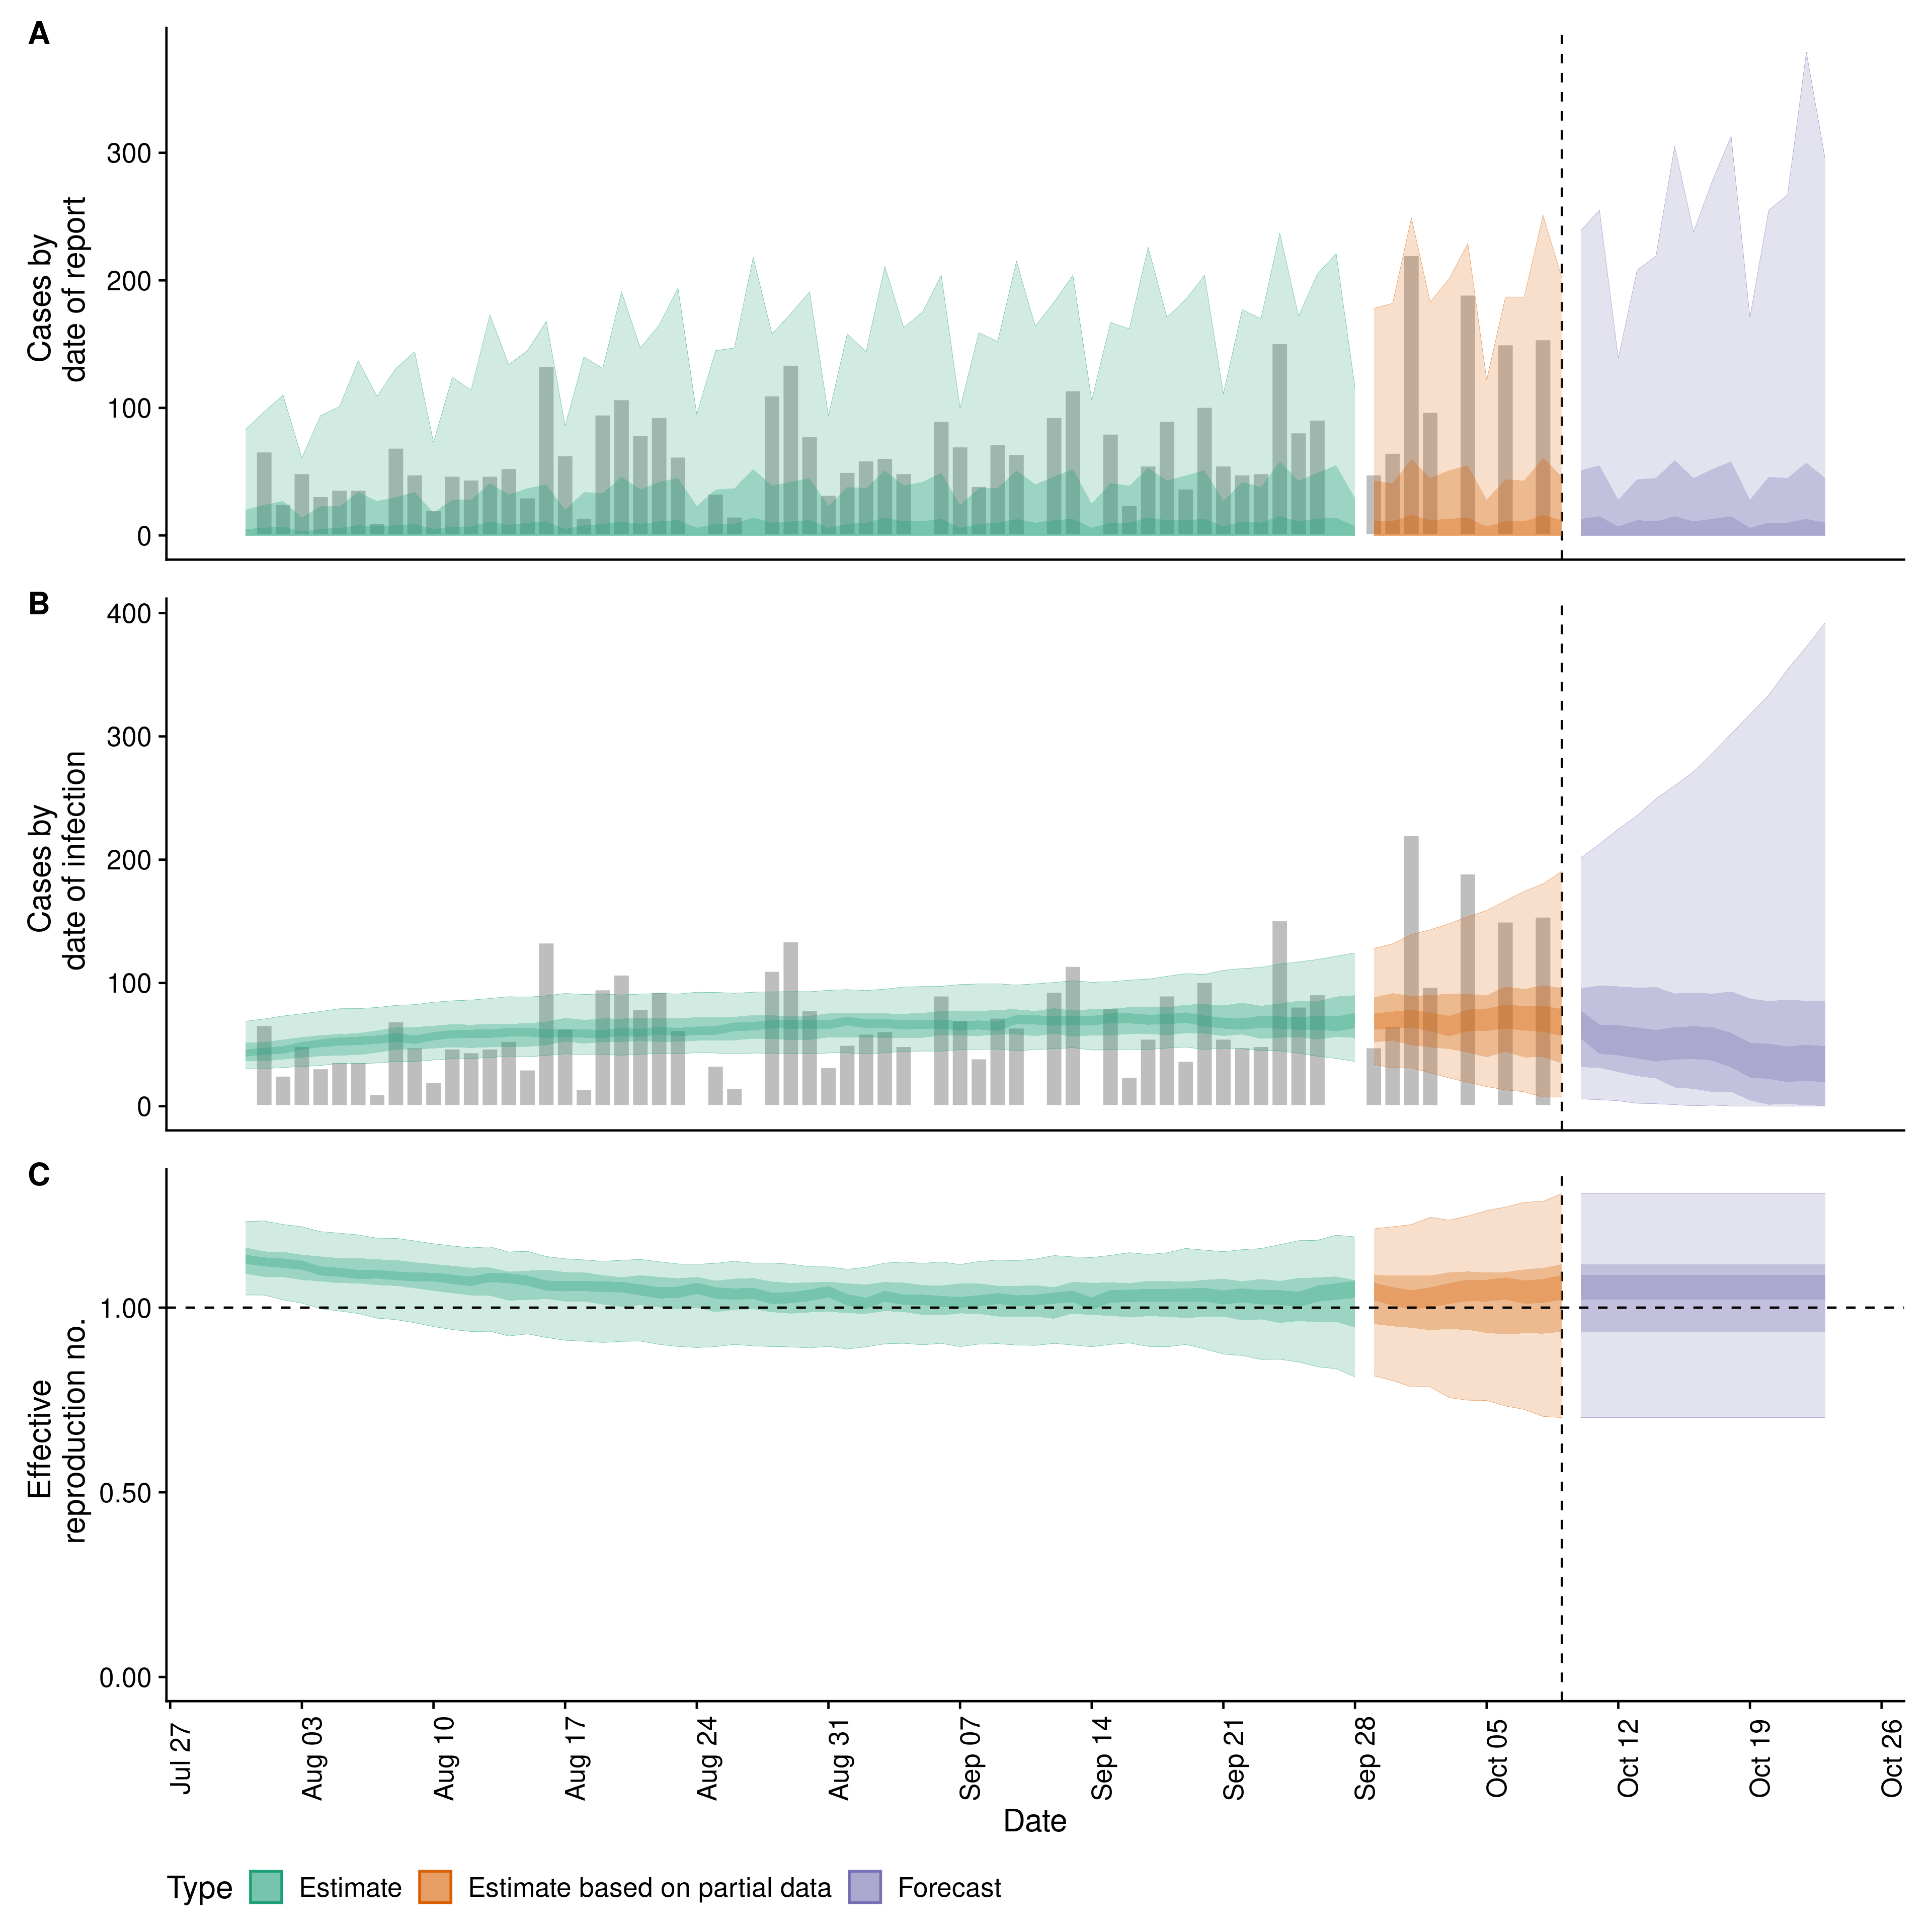 A
Cases by
date of report
300
200
100
0
B
Cases by
date of infection
400
300
200
100
0
C
Effective
reproduction no.
1.00
0.50
0.00
Jul 27
Aug 03
Aug 10
Aug 17
Aug 24
Aug 31
Sep 07
Sep 14
Sep 21
Sep 28
Oct 05
Oct 12
Oct 19
Oct 26
Date
Type Estimate Estimate based on partial data Forecast